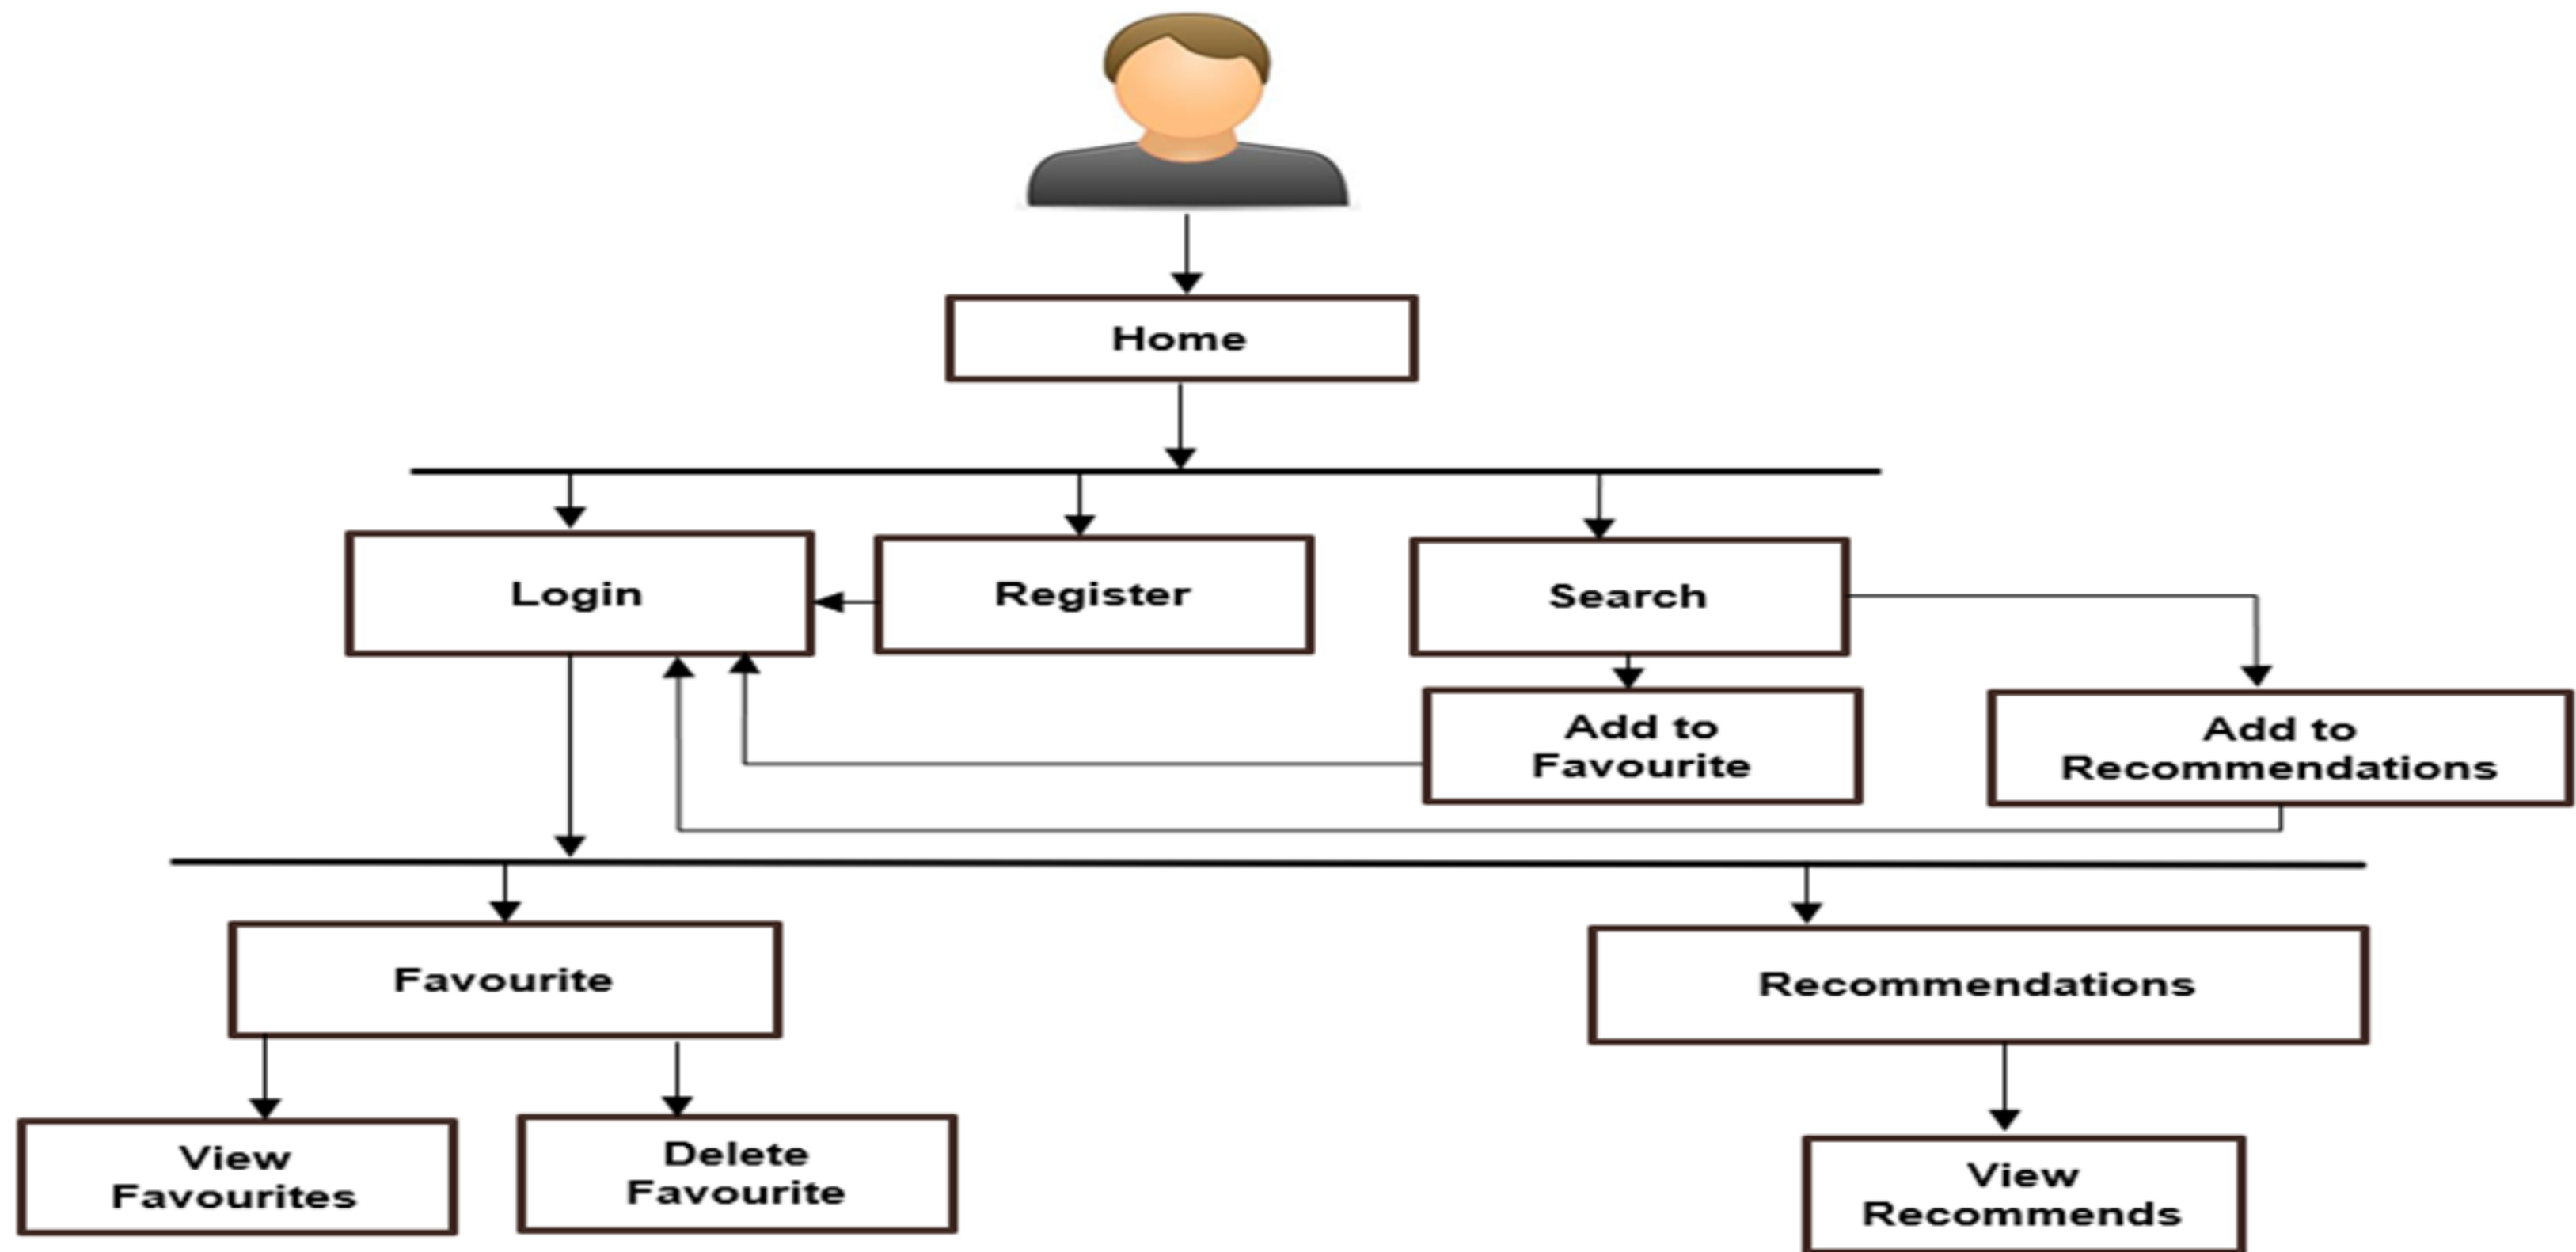 Home
Login
Register
Search
Add to
Favourite
Add to
Recommendations
Favourite
Recommendations
View
Favourites
Delete
Favourite
View
Recommends